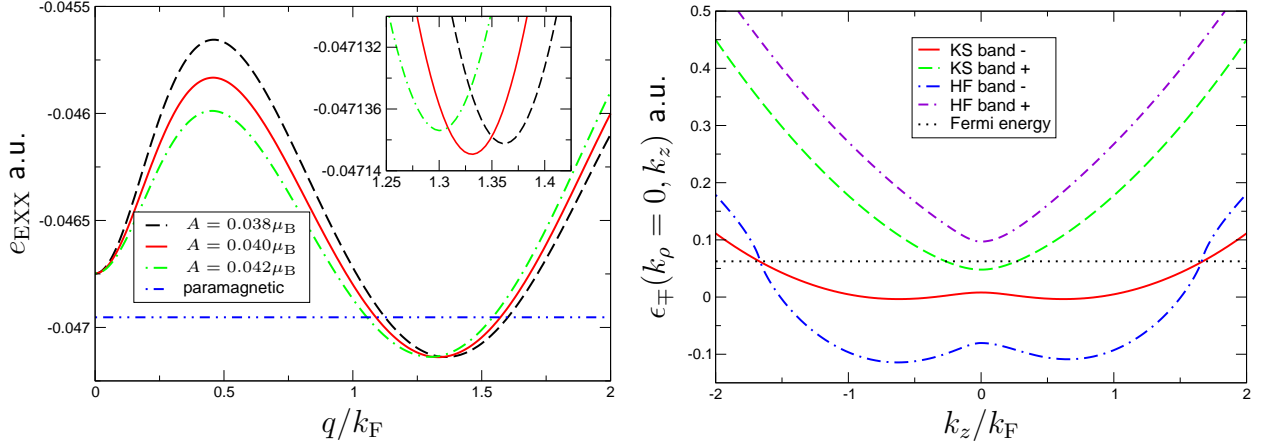 e_EXX a.u.
-0.046
-0.0465
-0.047
0
0.5
1
1.5
2
q/k_F
A = 0.038μ_B
A = 0.040μ_B
A = 0.042μ_B
paramagnetic
-0.047132
-0.047136
-0.04714
1.25
1.3
1.35
1.4
ϵ_∓(k_ρ = 0, k_z) a.u.
0.5
0.4
0.3
0.2
0.1
0
-0.1
-2
-1
0
1
2
k_z/k_F
KS band -
KS band +
HF band -
HF band +
Fermi energy